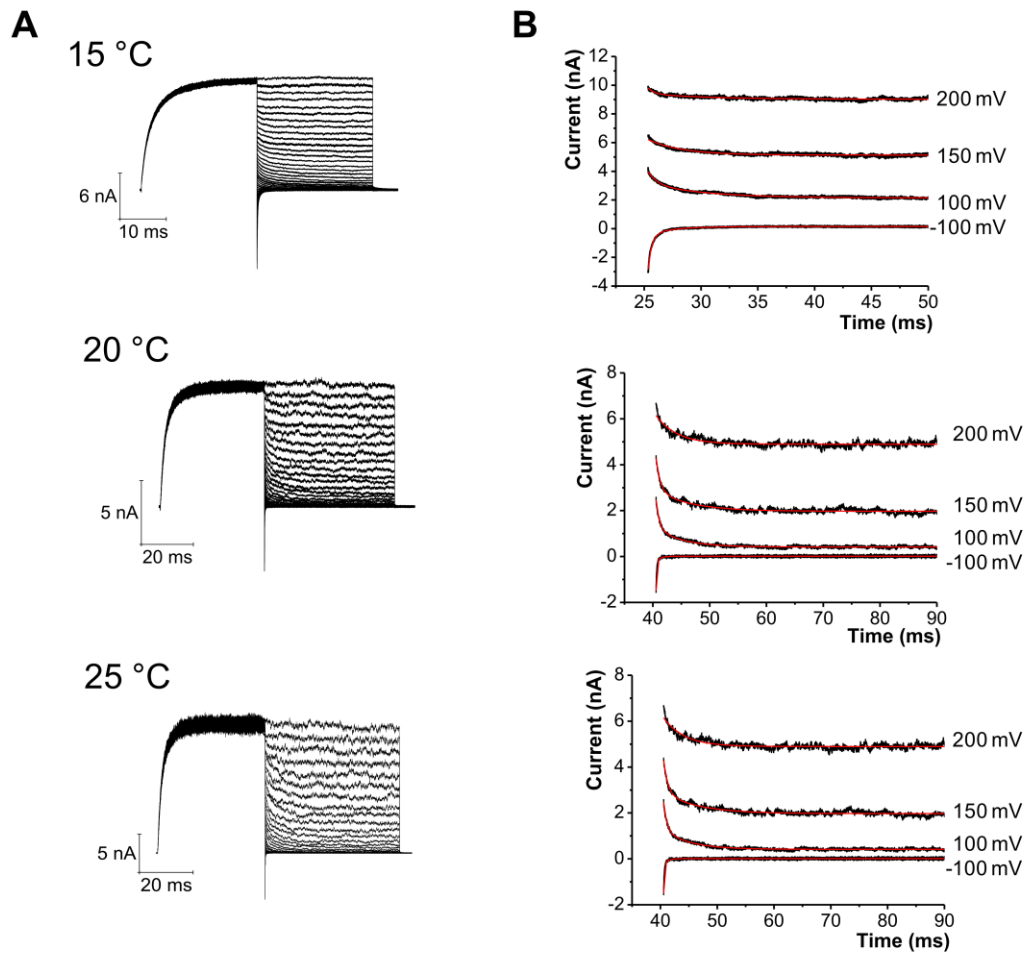 A
15 °C
6 nA
10 ms
20 °C
5 nA
20 ms
25 °C
5 nA
20 ms
B
Current (nA)
12
10
8
6
4
2
0
-2
-4
200 mV
150 mV
100 mV
-100 mV
25 30 35 40 45 50
Time (ms)
Current (nA)
8
6
4
2
0
-2
200 mV
150 mV
100 mV
-100 mV
40 50 60 70 80 90
Time (ms)
Current (nA)
8
6
4
2
0
-2
200 mV
150 mV
100 mV
-100 mV
40 50 60 70 80 90
Time (ms)